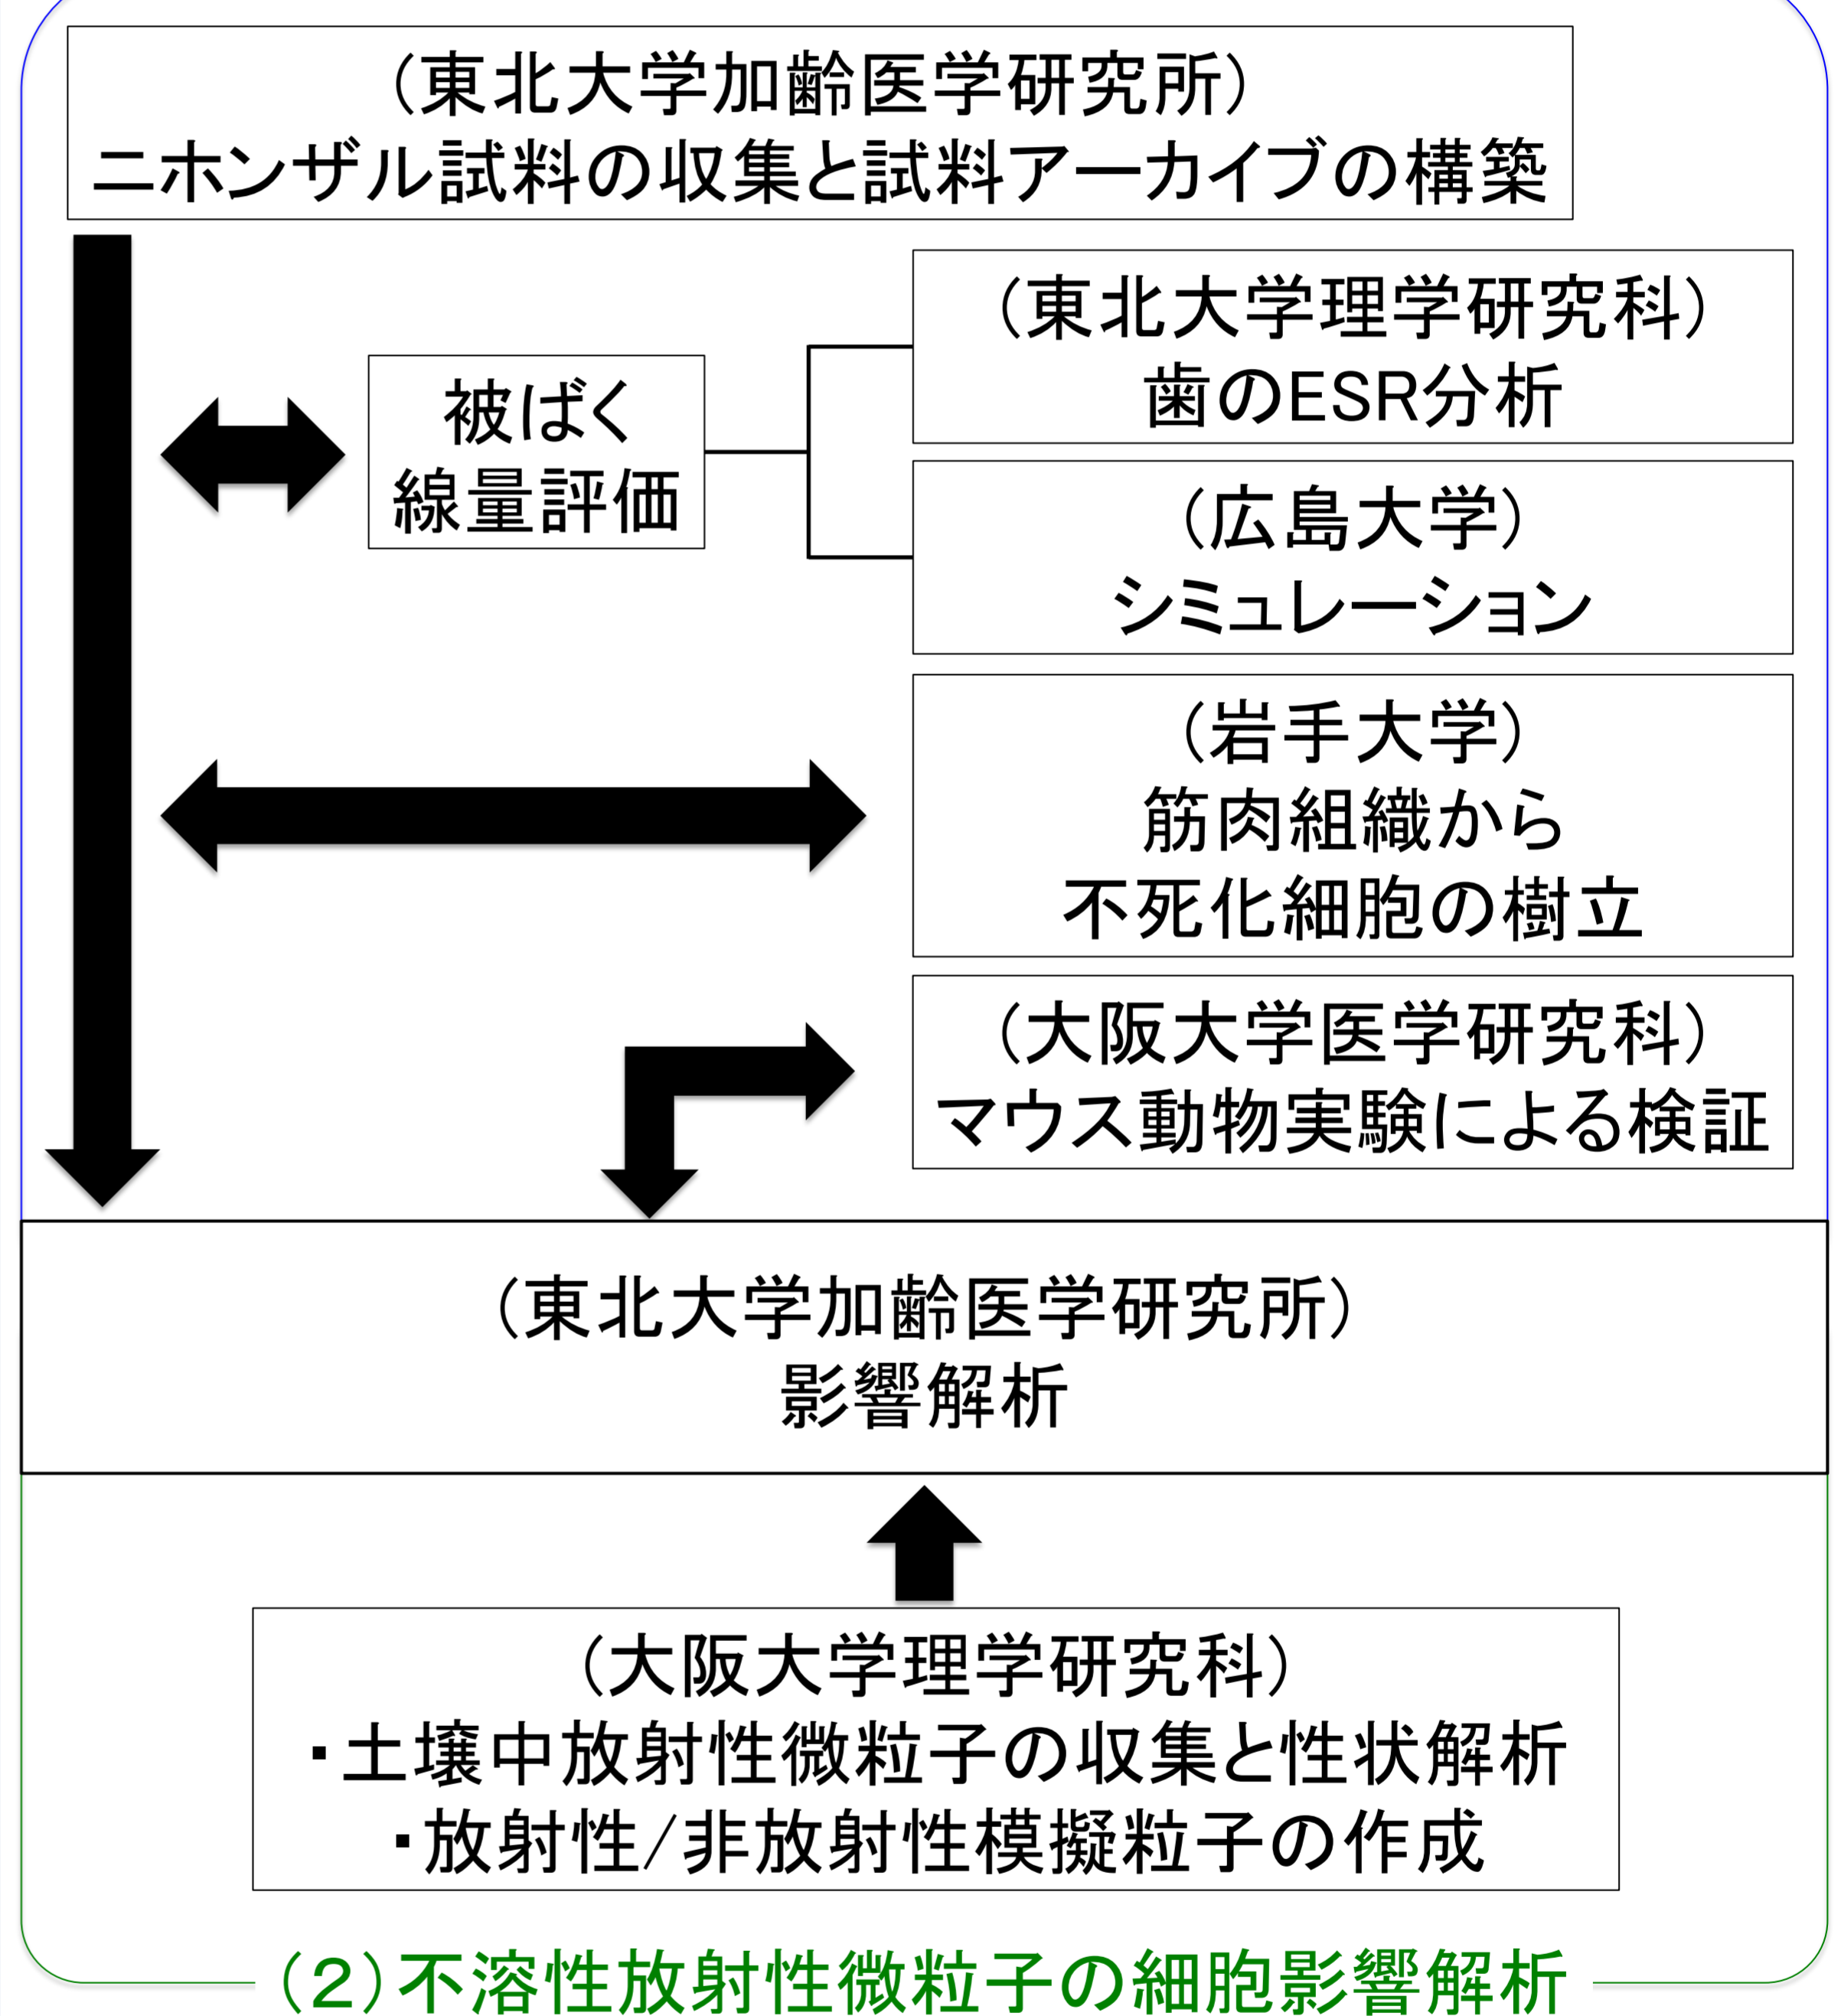 (東北大学加齢医学研究所)
ニホンザル試料の収集と試料アーカイブの構築
(東北大学理学研究科)
歯のESR分析
被ばく
線量評価
(広島大学)
シミュレーション
(岩手大学)
筋肉組織から
不死化細胞の樹立
(大阪大学医学研究科)
マウス動物実験による検証
(東北大学加齢医学研究所)
影響解析
(大阪大学理学研究科)
・土壌中放射性微粒子の収集と性状解析
・放射性/非放射性模擬粒子の作成
(2)不溶性放射性微粒子の細胞影響解析